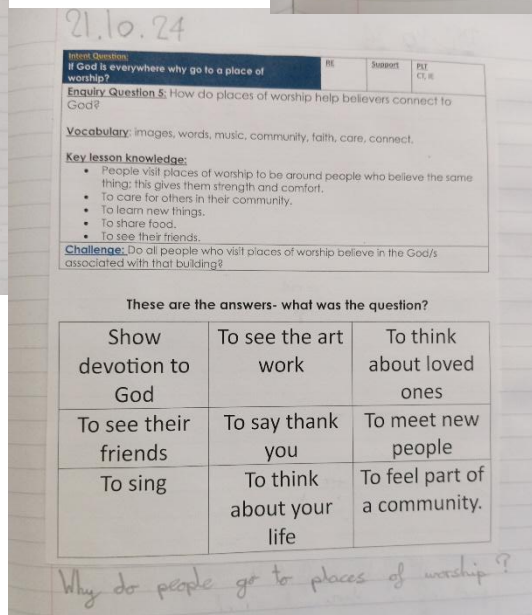 21.10.24
Intent Question:
If God is everywhere why go to a place of
worship?
RE
Support
PLT
Enquiry Question 5: How do places of worship help believers connect to
God?
Vocabulary: images, words, music, community, faith, care, connect,
Key lesson knowledge:
• People visit places of worship to be around people who believe the same
thing; this gives them strength and comfort.
• To care for others in their community.
• To learn new things.
• To share food.
• To see their friends.
Challenge: Do all people who visit places of worship believe in the God/s
associated with that building?
These are the answers- what was the question?
Show
devotion to
God
To see the art
work
To think
about loved
ones
To see their
friends
To say thank
you
To meet new
people
To sing
To think
about your
life
To feel part of
a community.
Why do people go to places of worship?